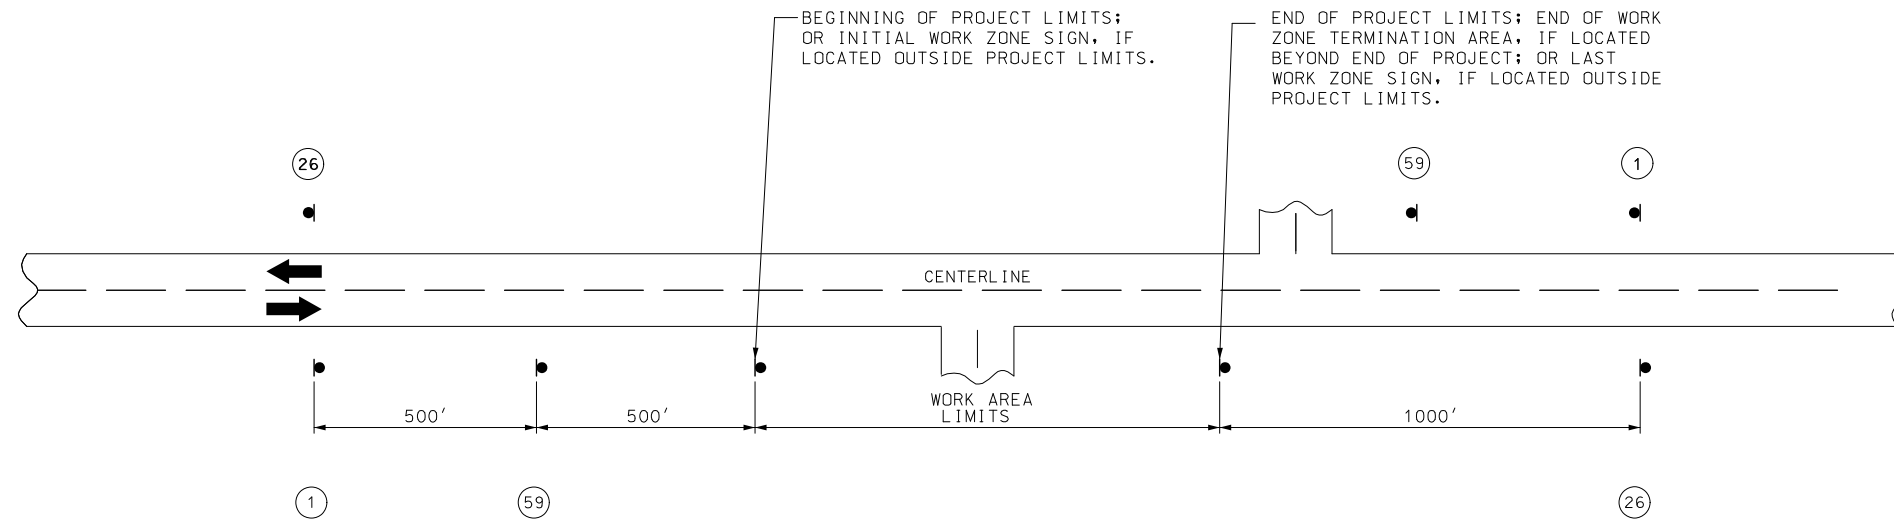 BEGINNING OF PROJECT LIMITS;
OR INITIAL WORK ZONE SIGN, IF
LOCATED OUTSIDE PROJECT LIMITS.
END OF PROJECT LIMITS; END OF WORK
ZONE TERMINATION AREA, IF LOCATED
BEYOND END OF PROJECT; OR LAST
WORK ZONE SIGN, IF LOCATED OUTSIDE
PROJECT LIMITS.
26
59
1
CENTERLINE
WORK AREA
LIMITS
500'
500'
1000'
1
59
26